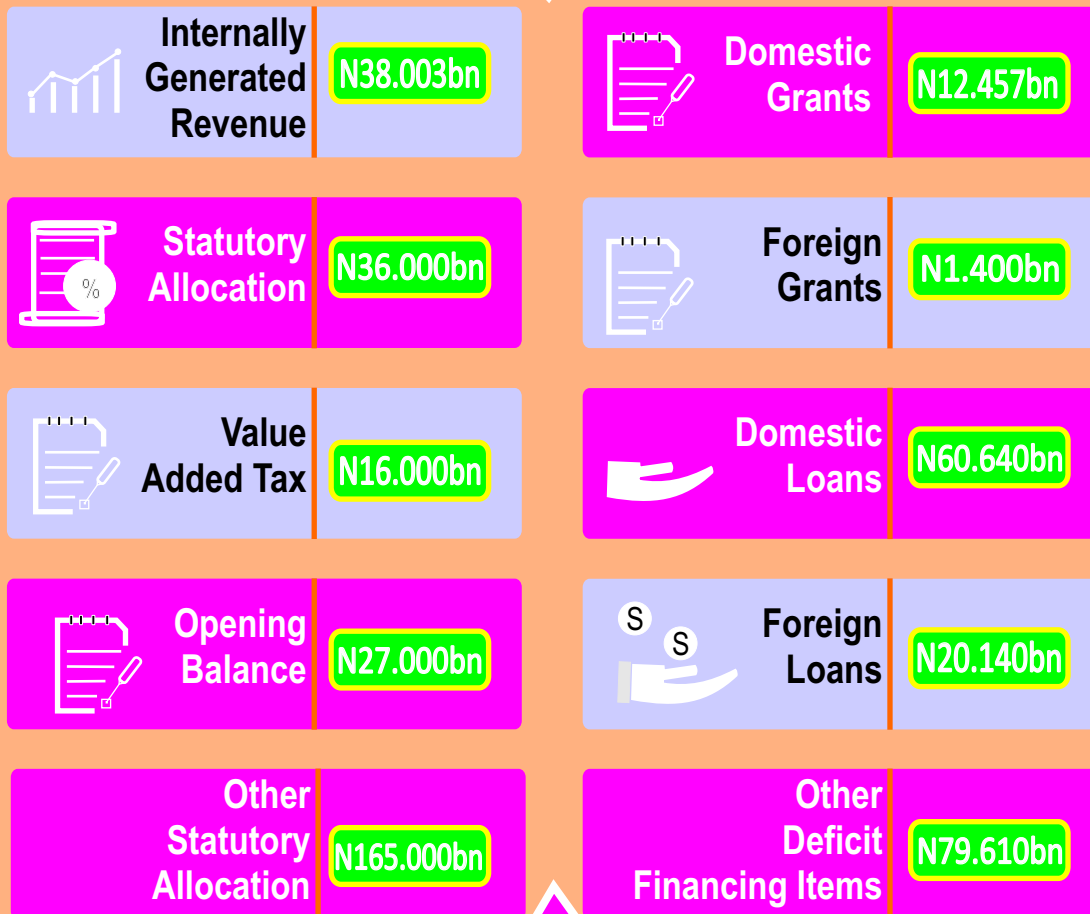 Internally
Generated
Revenue
N38.003bn
Domestic
Grants
N12.457bn
%
Statutory
Allocation
N36.000bn
Foreign
Grants
N1.400bn
Value
Added Tax
N16.000bn
Domestic
Loans
N60.640bn
Opening
Balance
N27.000bn
S
S
Foreign
Loans
N20.140bn
Other
Statutory
Allocation
N165.000bn
Other
Deficit
Financing Items
N79.610bn